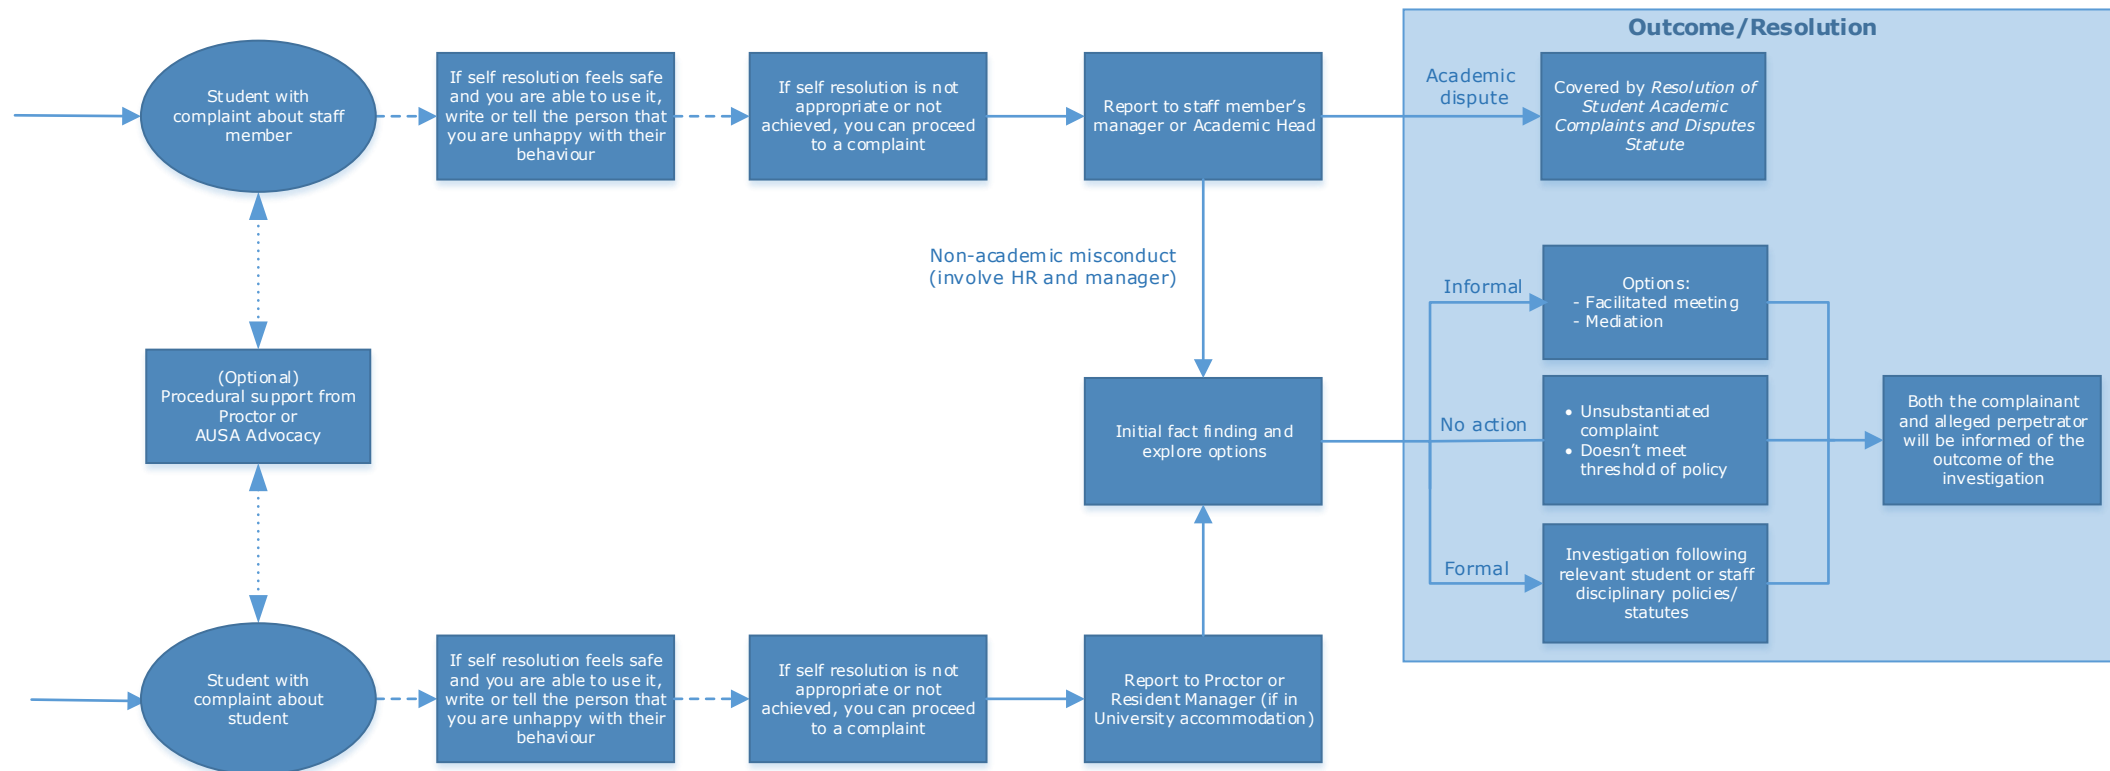 Outcome/Resolution
Student with
complaint about staff
member
If self resolution feels safe
and you are able to use it,
write or tell the person that
you are unhappy with their
behaviour
If self resolution is not
appropriate or not
achieved, you can proceed
to a complaint
Report to staff member’s
manager or Academic Head
Academic
dispute
Covered by Resolution of
Student Academic
Complaints and Disputes
Statute
Non-academic misconduct
(involve HR and manager)
Informal
Options:
- Facilitated meeting
- Mediation
(Optional)
Procedural support from
Proctor or
AUSA Advocacy
Initial fact finding and
explore options
No action
• Unsubstantiated
complaint
• Doesn’t meet
threshold of policy
Both the complainant
and alleged perpetrator
will be informed of the
outcome of the
investigation
Formal
Investigation following
relevant student or staff
disciplinary policies/
statutes
Student with
complaint about
student
If self resolution feels safe
and you are able to use it,
write or tell the person that
you are unhappy with their
behaviour
If self resolution is not
appropriate or not
achieved, you can proceed
to a complaint
Report to Proctor or
Resident Manager (if in
University accommodation)